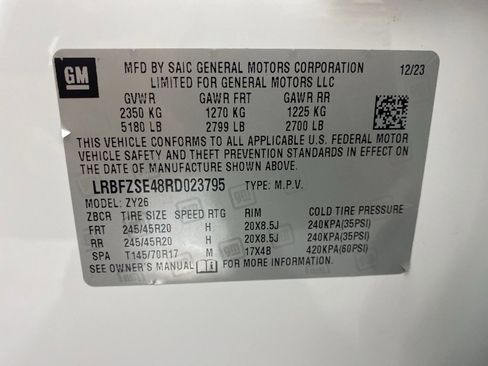 GM
MFD BY SAIC GENERAL MOTORS CORPORATION 12/23
LIMITED FOR GENERAL MOTORS LLC
GVWR GAWR FRT GAWR RR
2350 KG 1270 KG 1225 KG
5180 LB 2799 LB 2700 LB
THIS VEHICLE CONFORMS TO ALL APPLICABLE U.S. FEDERAL MOTOR
VEHICLE SAFETY AND THEFT PREVENTION STANDARDS IN EFFECT ON
THE DATE OF MANUFACTURE SHOWN ABOVE.
LRBFZSE48RD023795 TYPE: M.P.V.
MODEL: ZY26
ZBCR TIRE SIZE SPEED RTG RIM COLD TIRE PRESSURE
FRT 245/45R20 H 20X8.5J 240KPA(35PSI)
RR 245/45R20 H 20X8.5J 240KPA(35PSI)
SPA T145/70R17 M 17X4B 420KPA(60PSI)
SEE OWNER'S MANUAL FOR MORE INFORMATION.